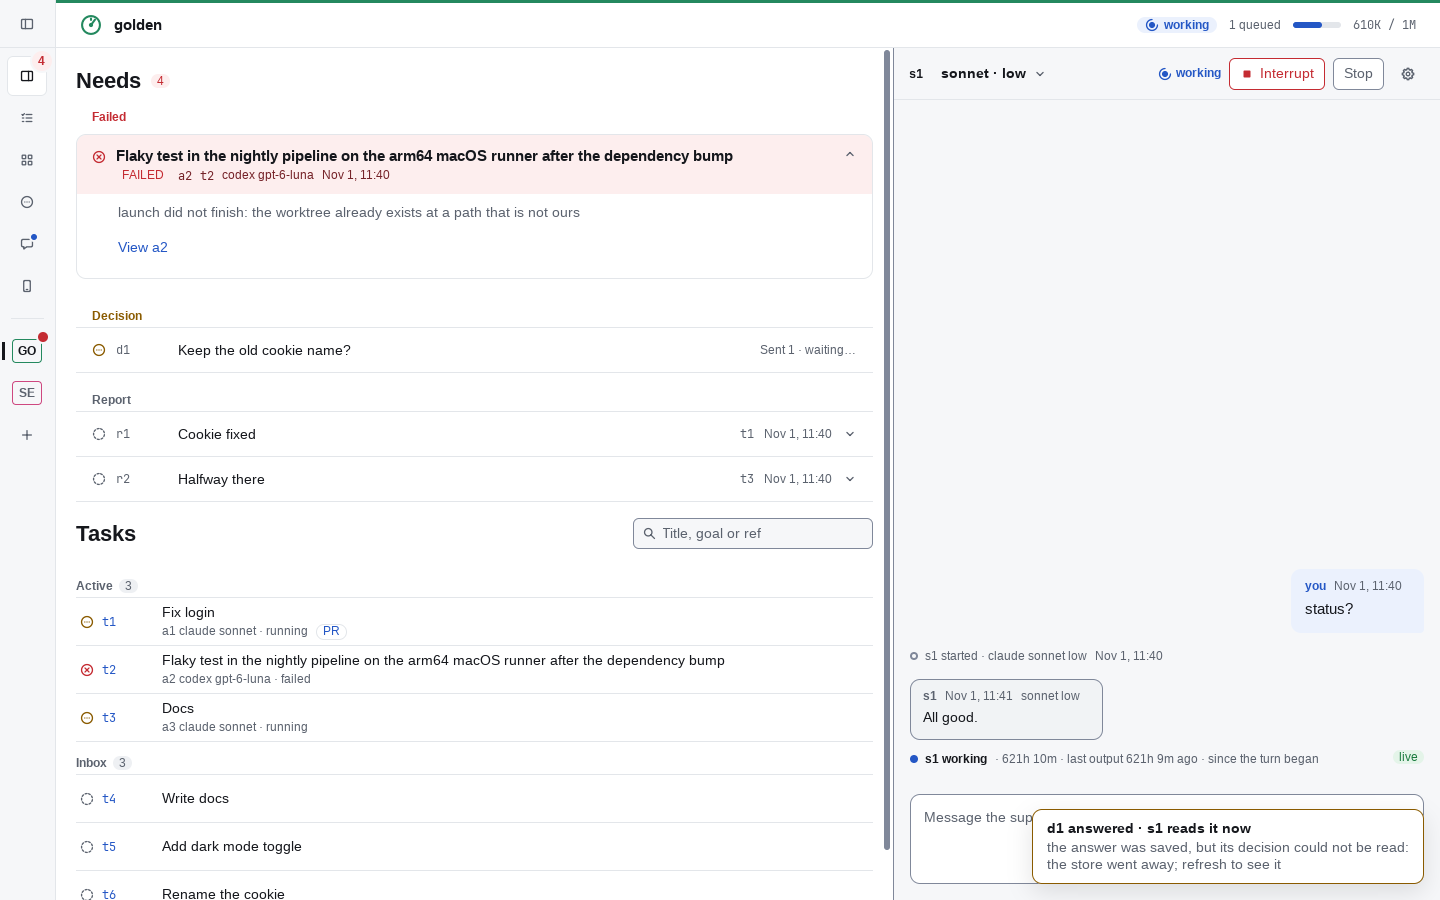 golden
working
1 queued
610K / 1M
4
GO
SE
Needs 4
Failed
Flaky test in the nightly pipeline on the arm64 macOS runner after the dependency bump
FAILED a2 t2 codex gpt-6-luna Nov 1, 11:40
launch did not finish: the worktree already exists at a path that is not ours
View a2
Decision
d1 Keep the old cookie name? Sent 1 · waiting…
Report
r1 Cookie fixed t1 Nov 1, 11:40
r2 Halfway there t3 Nov 1, 11:40
Tasks
Title, goal or ref
Active 3
t1 Fix login
a1 claude sonnet · running PR
t2 Flaky test in the nightly pipeline on the arm64 macOS runner after the dependency bump
a2 codex gpt-6-luna · failed
t3 Docs
a3 claude sonnet · running
Inbox 3
t4 Write docs
t5 Add dark mode toggle
t6 Rename the cookie
s1 sonnet · low
working
Interrupt
Stop
you Nov 1, 11:40
status?
s1 started · claude sonnet low Nov 1, 11:40
s1 Nov 1, 11:41 sonnet low
All good.
s1 working · 621h 10m · last output 621h 9m ago · since the turn began
live
Message the sup
d1 answered · s1 reads it now
the answer was saved, but its decision could not be read:
the store went away; refresh to see it